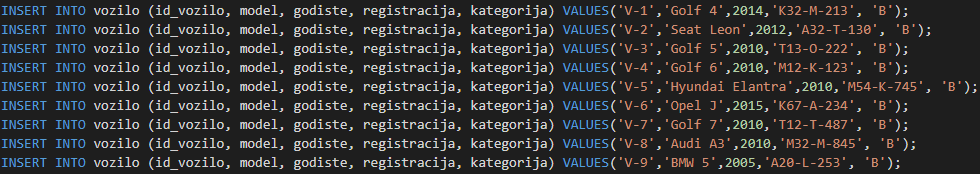 INSERT INTO vozilo (id_vozilo, model, godiste, registracija, kategorija) VALUES('V-1','Golf 4',2014,'K32-M-213', 'B');
INSERT INTO vozilo (id_vozilo, model, godiste, registracija, kategorija) VALUES('V-2','Seat Leon',2012,'A32-T-130', 'B');
INSERT INTO vozilo (id_vozilo, model, godiste, registracija, kategorija) VALUES('V-3','Golf 5',2010,'T13-O-222', 'B');
INSERT INTO vozilo (id_vozilo, model, godiste, registracija, kategorija) VALUES('V-4','Golf 6',2010,'M12-K-123', 'B');
INSERT INTO vozilo (id_vozilo, model, godiste, registracija, kategorija) VALUES('V-5','Hyundai Elantra',2010,'M54-K-745', 'B');
INSERT INTO vozilo (id_vozilo, model, godiste, registracija, kategorija) VALUES('V-6','Opel J',2015,'K67-A-234', 'B');
INSERT INTO vozilo (id_vozilo, model, godiste, registracija, kategorija) VALUES('V-7','Golf 7',2010,'T12-T-487', 'B');
INSERT INTO vozilo (id_vozilo, model, godiste, registracija, kategorija) VALUES('V-8','Audi A3',2010,'M32-M-845', 'B');
INSERT INTO vozilo (id_vozilo, model, godiste, registracija, kategorija) VALUES('V-9','BMW 5',2005,'A20-L-253', 'B');